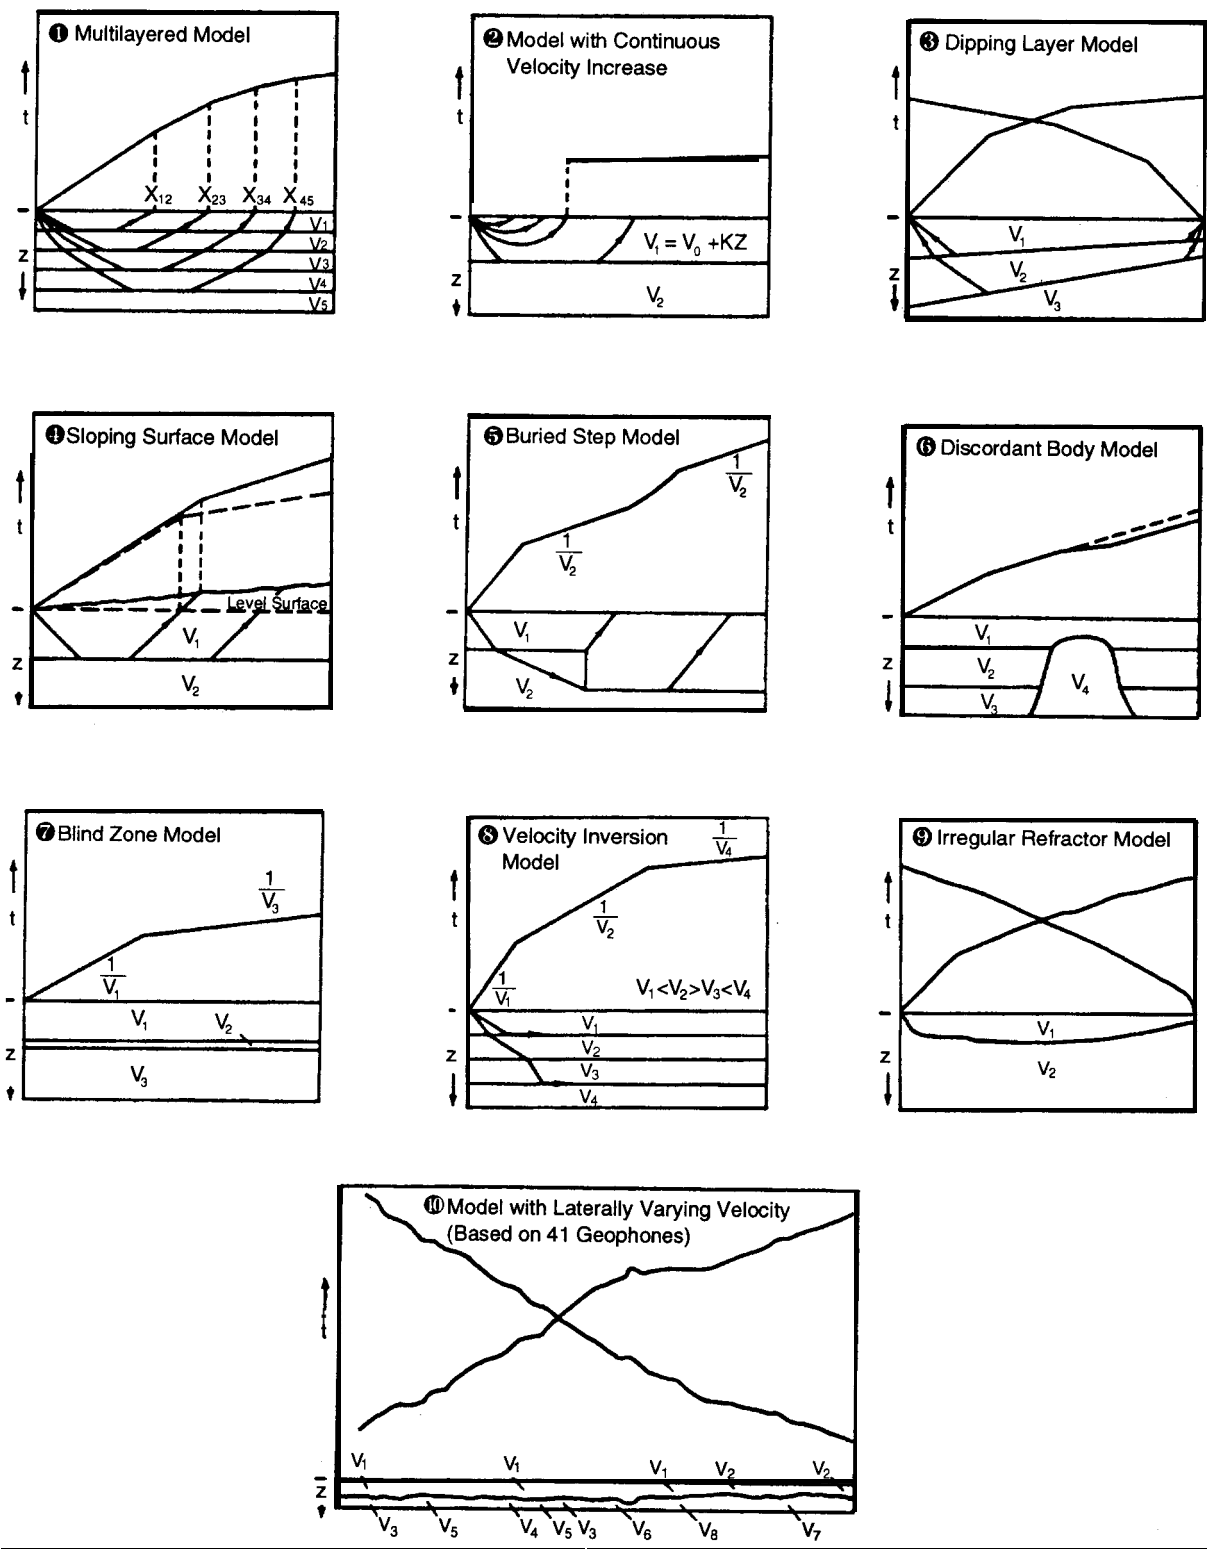 ❶ Multilayered Model
t
X₁₂ X₂₃ X₃₄ X₄₅
V₁
V₂
Z
V₃
V₄
V₅
❷ Model with Continuous
Velocity Increase
t
V₁ = V₀ +KZ
Z
V₂
❸ Dipping Layer Model
t
V₁
V₂
Z
V₃
❹ Sloping Surface Model
t
Level Surface
V₁
Z
V₂
❺ Buried Step Model
1/V₂
t
1/V₂
V₁
Z
V₂
❻ Discordant Body Model
t
V₁
Z
V₂
V₄
V₃
❼ Blind Zone Model
1/V₃
t
1/V₁
V₁ V₂
Z
V₃
❽ Velocity Inversion
Model
1/V₄
t
1/V₂
1/V₁
V₁<V₂>V₃<V₄
V₁
V₂
Z
V₃
V₄
❾ Irregular Refractor Model
t
V₁
Z
V₂
❿ Model with Laterally Varying Velocity
(Based on 41 Geophones)
t
V₁ V₁ V₁ V₂ V₂
Z
V₃ V₅ V₄ V₅ V₃ V₆ V₈ V₇